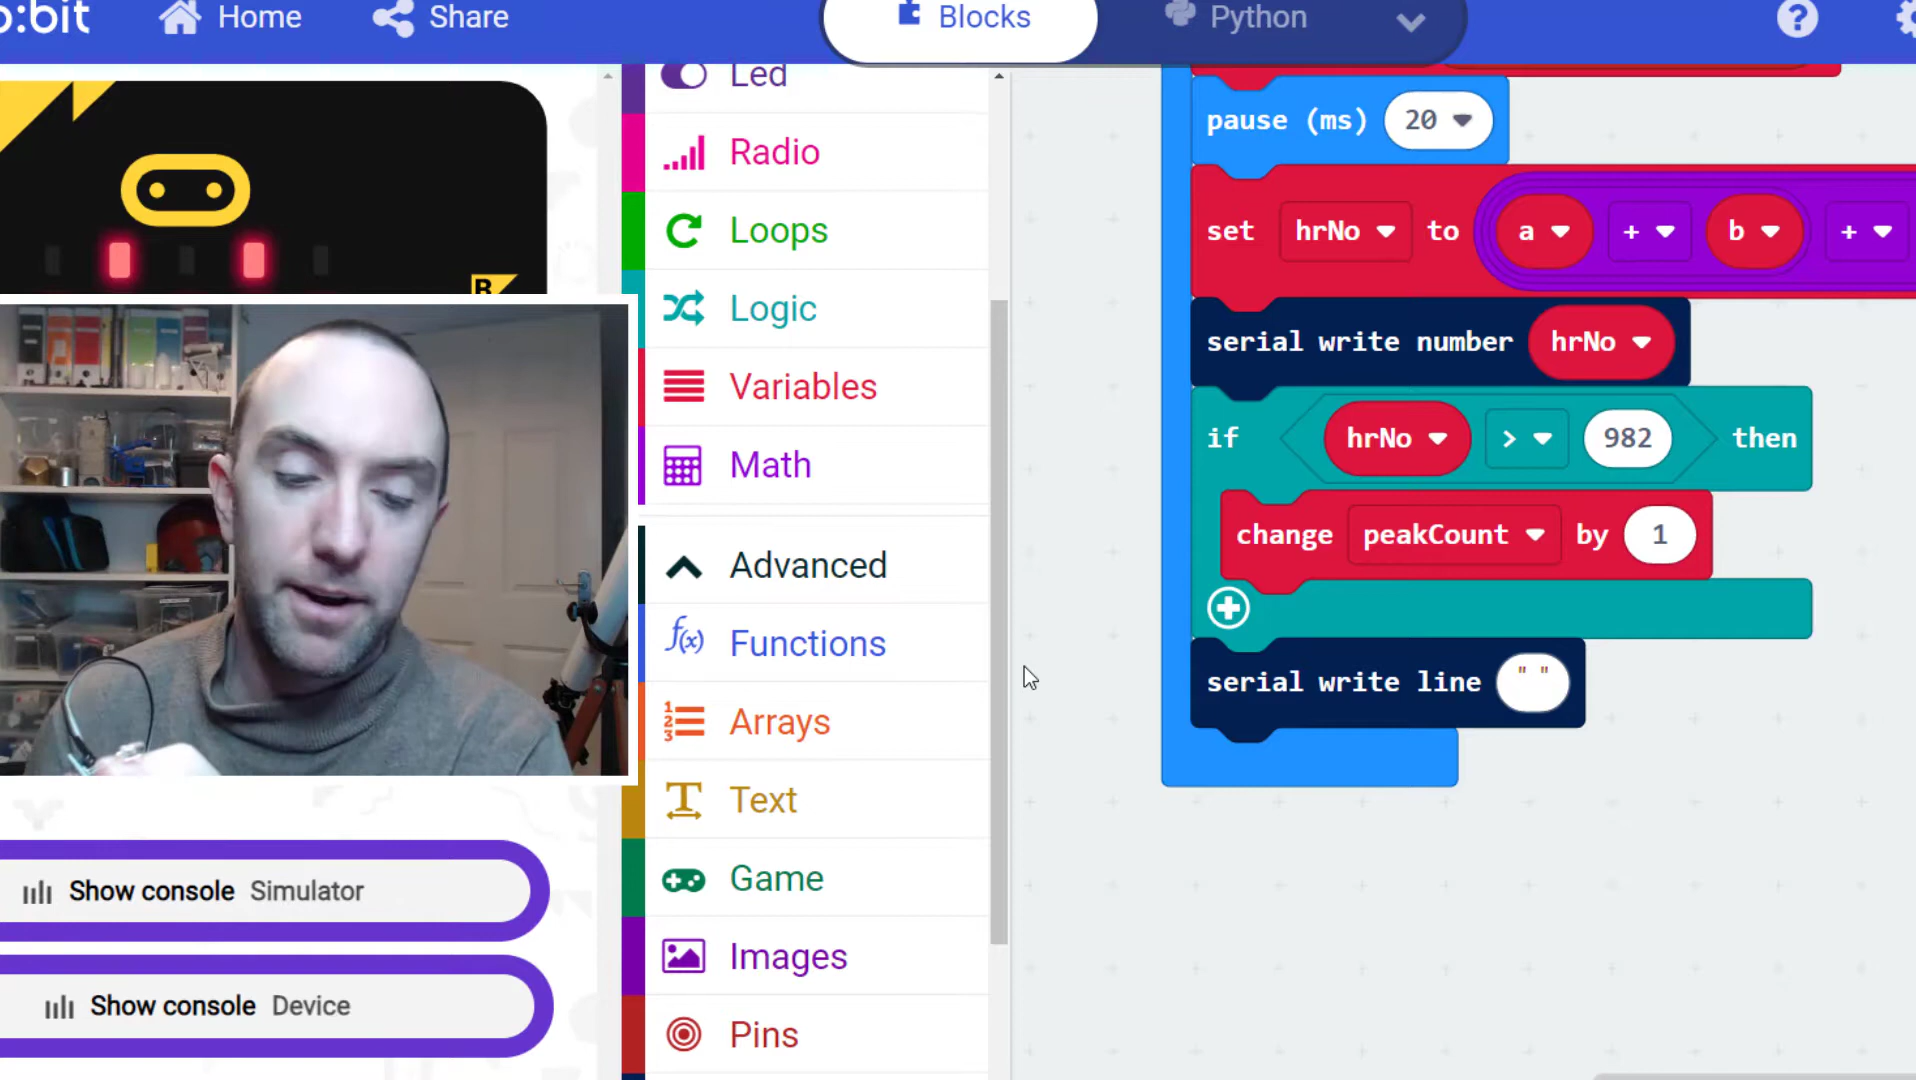 o:bit Home Share Blocks Python ?
Led
Radio
Loops
Logic
Variables
Math
Advanced
f(x) Functions
Arrays
Text
Game
Images
Pins
Show console Simulator
Show console Device
pause (ms) 20
set hrNo to a + b +
serial write number hrNo
if hrNo > 982 then
change peakCount by 1
serial write line " "